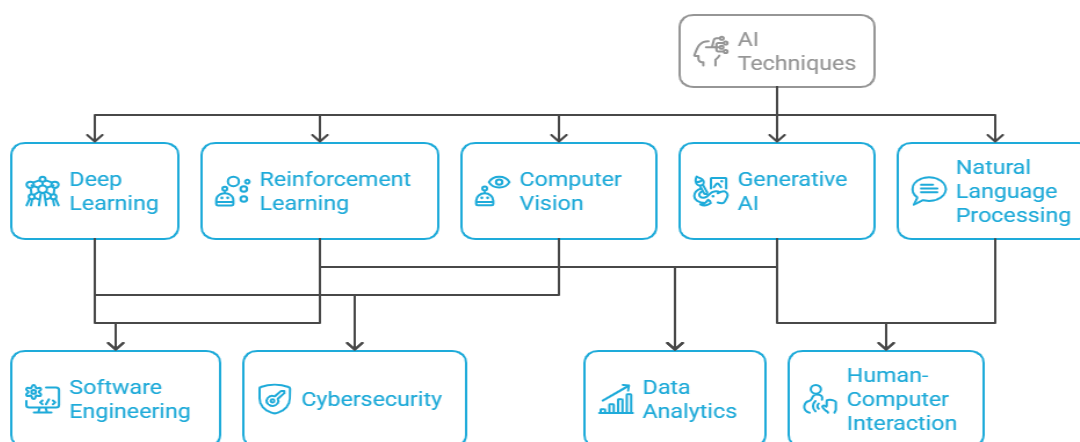 AI
Techniques
Deep
Learning
Reinforcement
Learning
Computer
Vision
Generative
AI
Natural
Language
Processing
Software
Engineering
Cybersecurity
Data
Analytics
Human-
Computer
Interaction